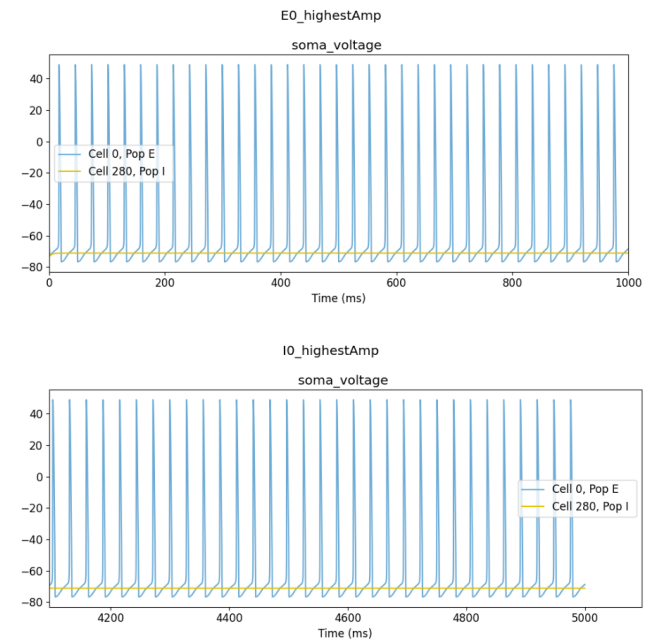 E0_highestAmp
soma_voltage
40
20
0
−20
−40
−60
−80
Cell 0, Pop E
Cell 280, Pop I
0 200 400 600 800 1000
Time (ms)
I0_highestAmp
soma_voltage
40
20
0
−20
−40
−60
−80
Cell 0, Pop E
Cell 280, Pop I
4200 4400 4600 4800 5000
Time (ms)